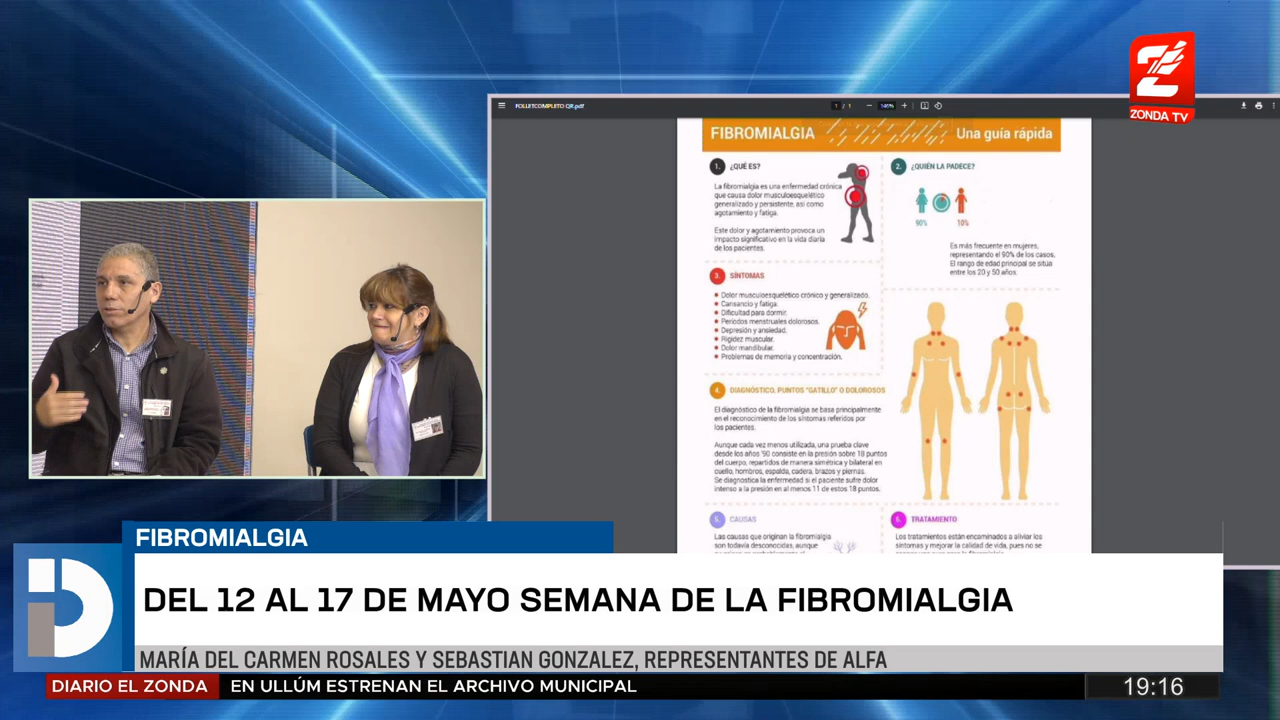 ZONDA TV
FOLLETCOMPLETO QR.pdf
1 / 1
146%
FIBROMIALGIA
Una guía rápida
1. ¿QUÉ ES?
La fibromialgia es una enfermedad crónica
que causa dolor musculoesquelético
generalizado y persistente, así como
agotamiento y fatiga.
Este dolor y agotamiento provoca un
impacto significativo en la vida diaria
de los pacientes.
2. ¿QUIÉN LA PADECE?
90%
10%
Es más frecuente en mujeres,
representando el 90% de los casos.
El rango de edad principal se sitúa
entre los 20 y 50 años.
3. SÍNTOMAS
Dolor musculoesquelético crónico y generalizado.
Cansancio y fatiga.
Dificultad para dormir.
Periodos menstruales dolorosos.
Depresión y ansiedad.
Rigidez muscular.
Dolor mandibular.
Problemas de memoria y concentración.
4. DIAGNÓSTICO. PUNTOS "GATILLO" O DOLOROSOS
El diagnóstico de la fibromialgia se basa principalmente
en el reconocimiento de los síntomas referidos por
los pacientes.
Aunque cada vez menos utilizada, una prueba clave
desde los años '90 consiste en la presión sobre 18 puntos
del cuerpo, repartidos de manera simétrica y bilateral en
cuello, hombros, espalda, cadera, brazos y piernas.
Se diagnostica la enfermedad si el paciente sufre dolor
intenso a la presión en al menos 11 de estos 18 puntos.
5. CAUSAS
Las causas que originan la fibromialgia
son todavía desconocidas, aunque
6. TRATAMIENTO
Los tratamientos están encaminados a aliviar los
síntomas y mejorar la calidad de vida, pues no se
FIBROMIALGIA
DEL 12 AL 17 DE MAYO SEMANA DE LA FIBROMIALGIA
MARÍA DEL CARMEN ROSALES Y SEBASTIAN GONZALEZ, REPRESENTANTES DE ALFA
DIARIO EL ZONDA
EN ULLÚM ESTRENAN EL ARCHIVO MUNICIPAL
19:16